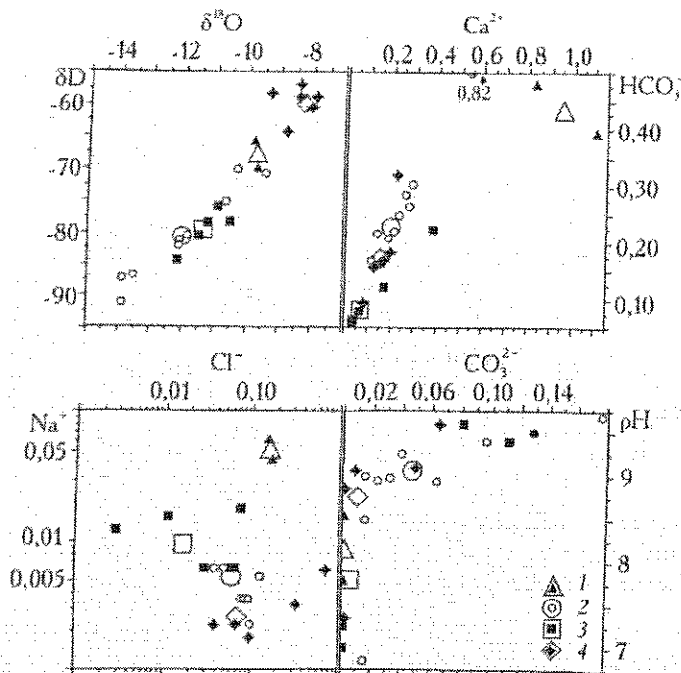 δ¹⁸O
Ca²⁺
-14 -12 -10 -8
0,2 0,4 0,6 0,8 1,0
δD
HCO₃⁻
0,82
-60
-70
-80
-90
0,40
0,30
0,20
0,10
Cl⁻
CO₃²⁻
0,01 0,10
0,02 0,06 0,10 0,14
Na⁺
pH
0,05
0,01
0,005
9
8
7
1
2
3
4